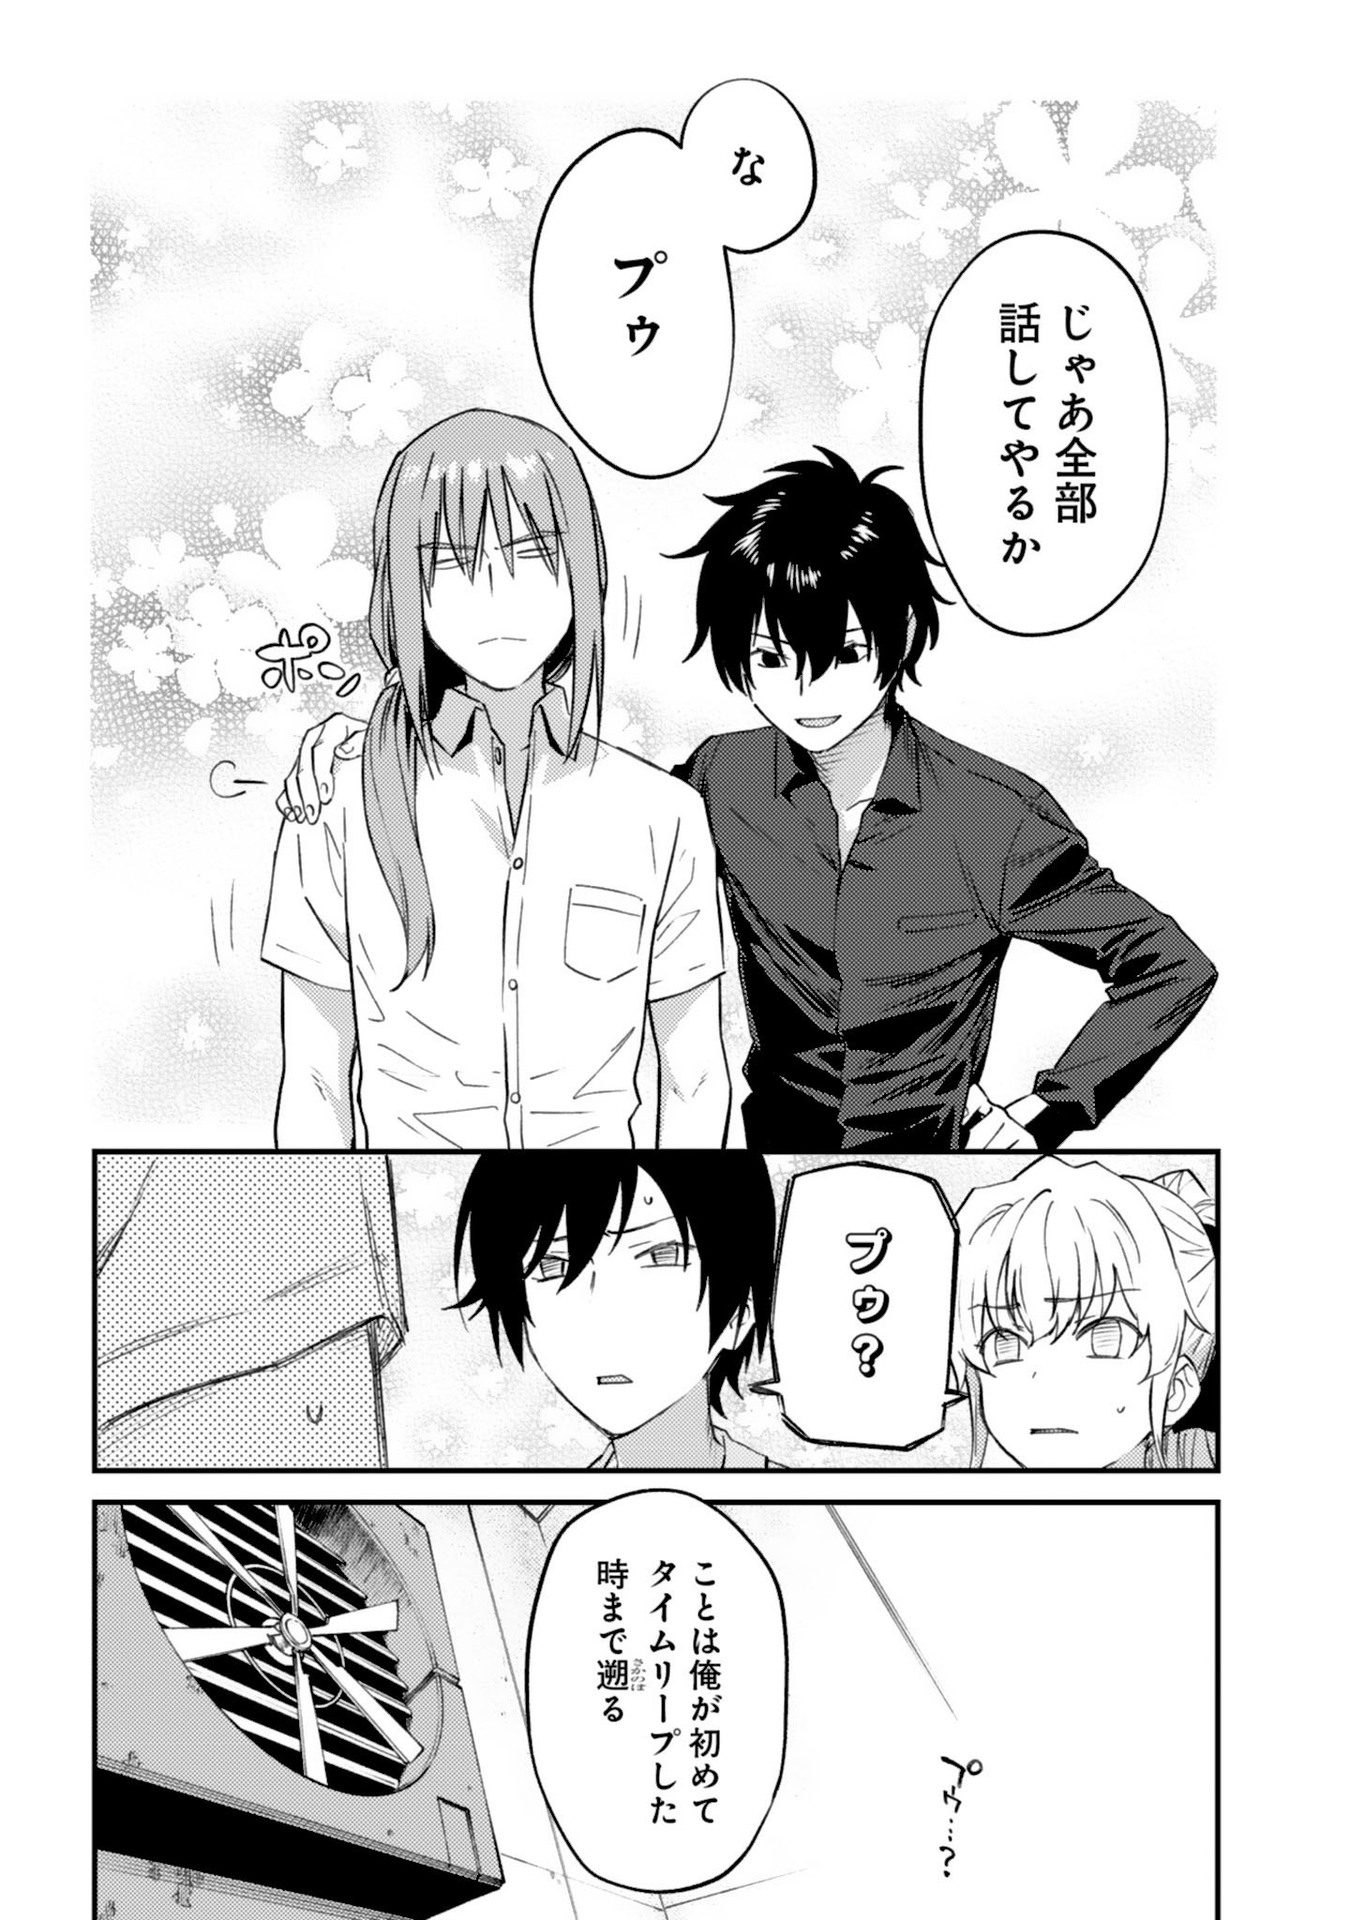 じゃあ全部
話してやるか
な
プゥ
ポンッ
プゥ?
ことは俺が初めて
タイムリープした
時まで遡る
さかのぼ
プゥ…?